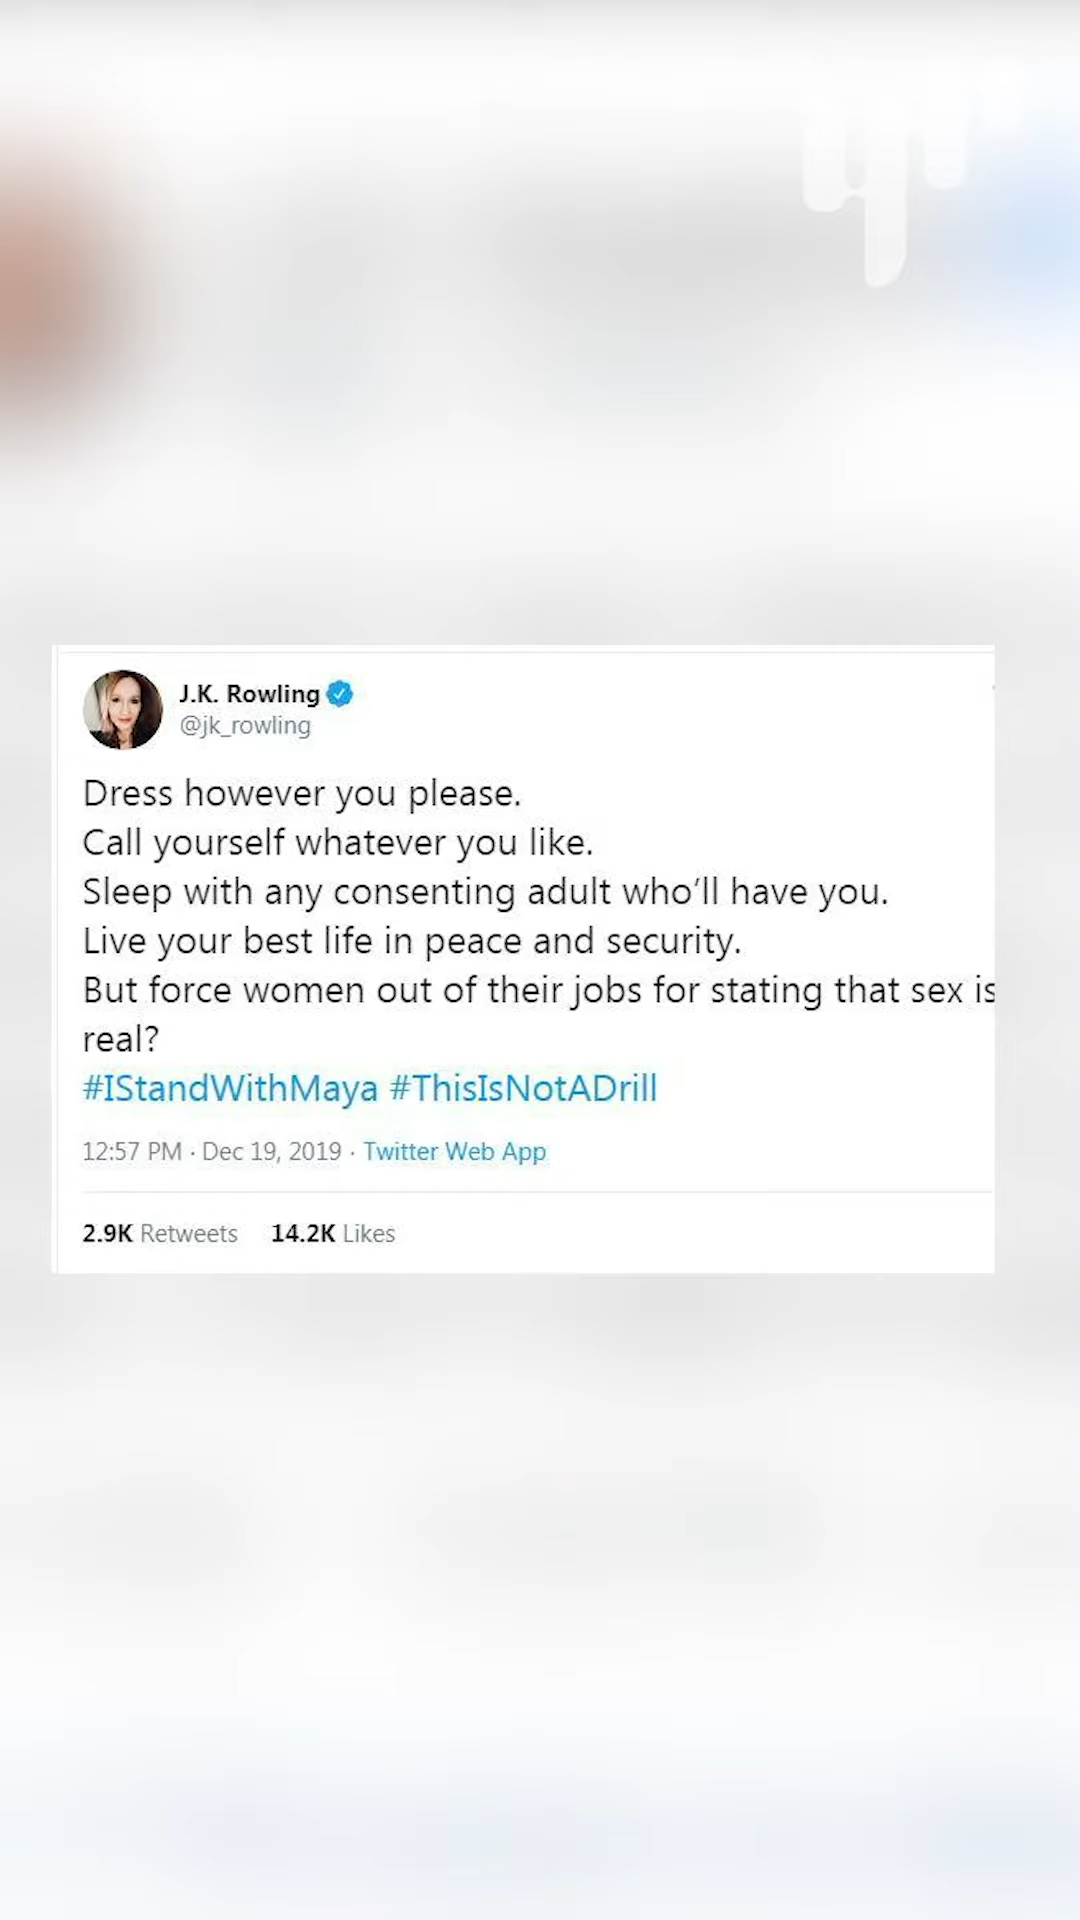 J.K. Rowling
@jk_rowling
Dress however you please.
Call yourself whatever you like.
Sleep with any consenting adult who’ll have you.
Live your best life in peace and security.
But force women out of their jobs for stating that sex is
real?
#IStandWithMaya #ThisIsNotADrill
12:57 PM · Dec 19, 2019 · Twitter Web App
2.9K Retweets 14.2K Likes